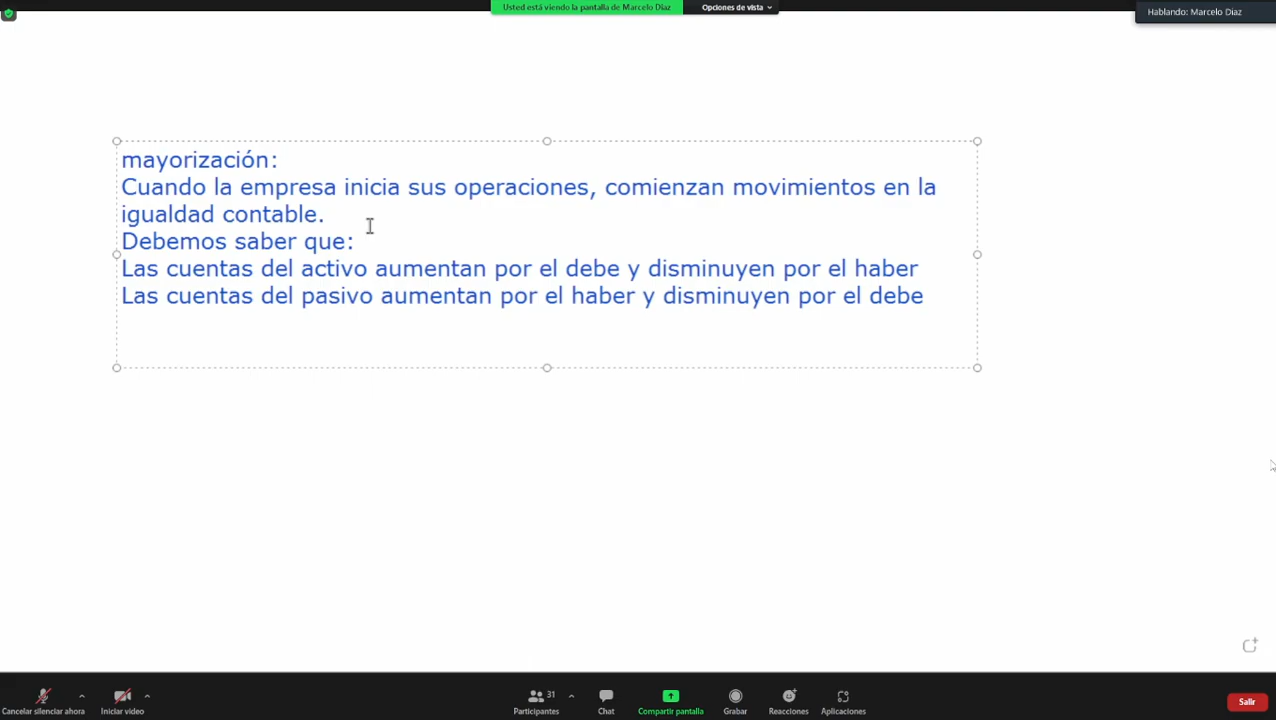 Usted está viendo la pantalla de Marcelo Diaz
Opciones de vista
Hablando: Marcelo Diaz
mayorización:
Cuando la empresa inicia sus operaciones, comienzan movimientos en la
igualdad contable.
Debemos saber que:
Las cuentas del activo aumentan por el debe y disminuyen por el haber
Las cuentas del pasivo aumentan por el haber y disminuyen por el debe
31
Cancelar silenciar ahora
Iniciar video
Participantes
Chat
Compartir pantalla
Grabar
Reacciones
Aplicaciones
Salir